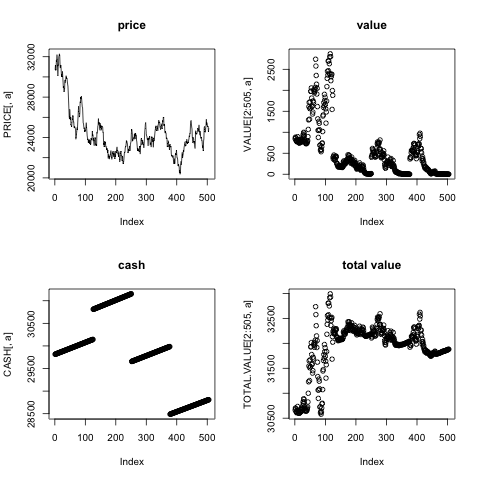 price
PRICE[, a]
20000 24000 28000 32000
0 100 200 300 400 500
Index
value
VALUE[2:505, a]
0 500 1500 2500
0 100 200 300 400 500
Index
cash
CASH[, a]
28500 29500 30500
0 100 200 300 400 500
Index
total value
TOTAL.VALUE[2:505, a]
30500 31500 32500
0 100 200 300 400 500
Index